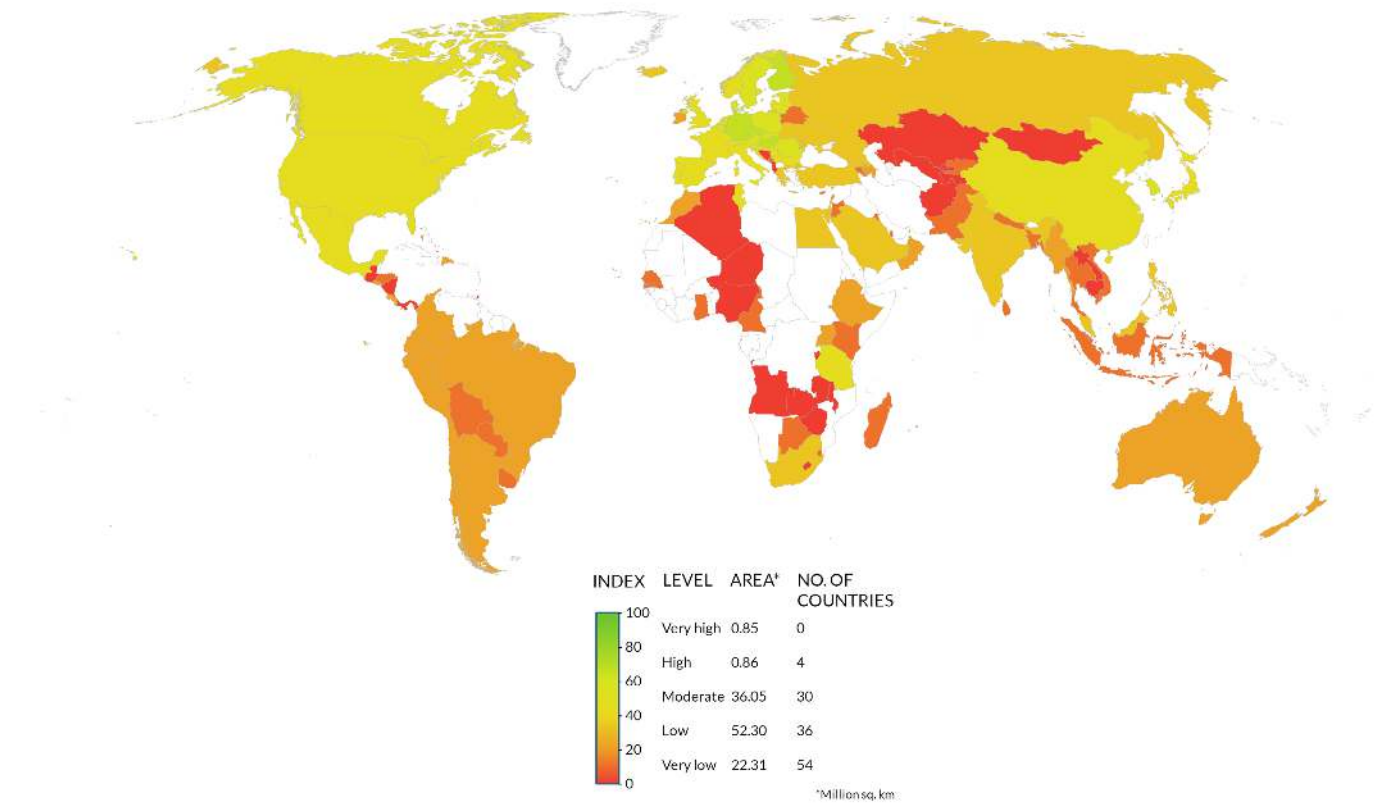 INDEX LEVEL AREA* NO. OF
COUNTRIES
100
Very high 0.85 0
80
High 0.86 4
60
Moderate 36.05 30
40
Low 52.30 36
20
Very low 22.31 54
0
*Million sq. km